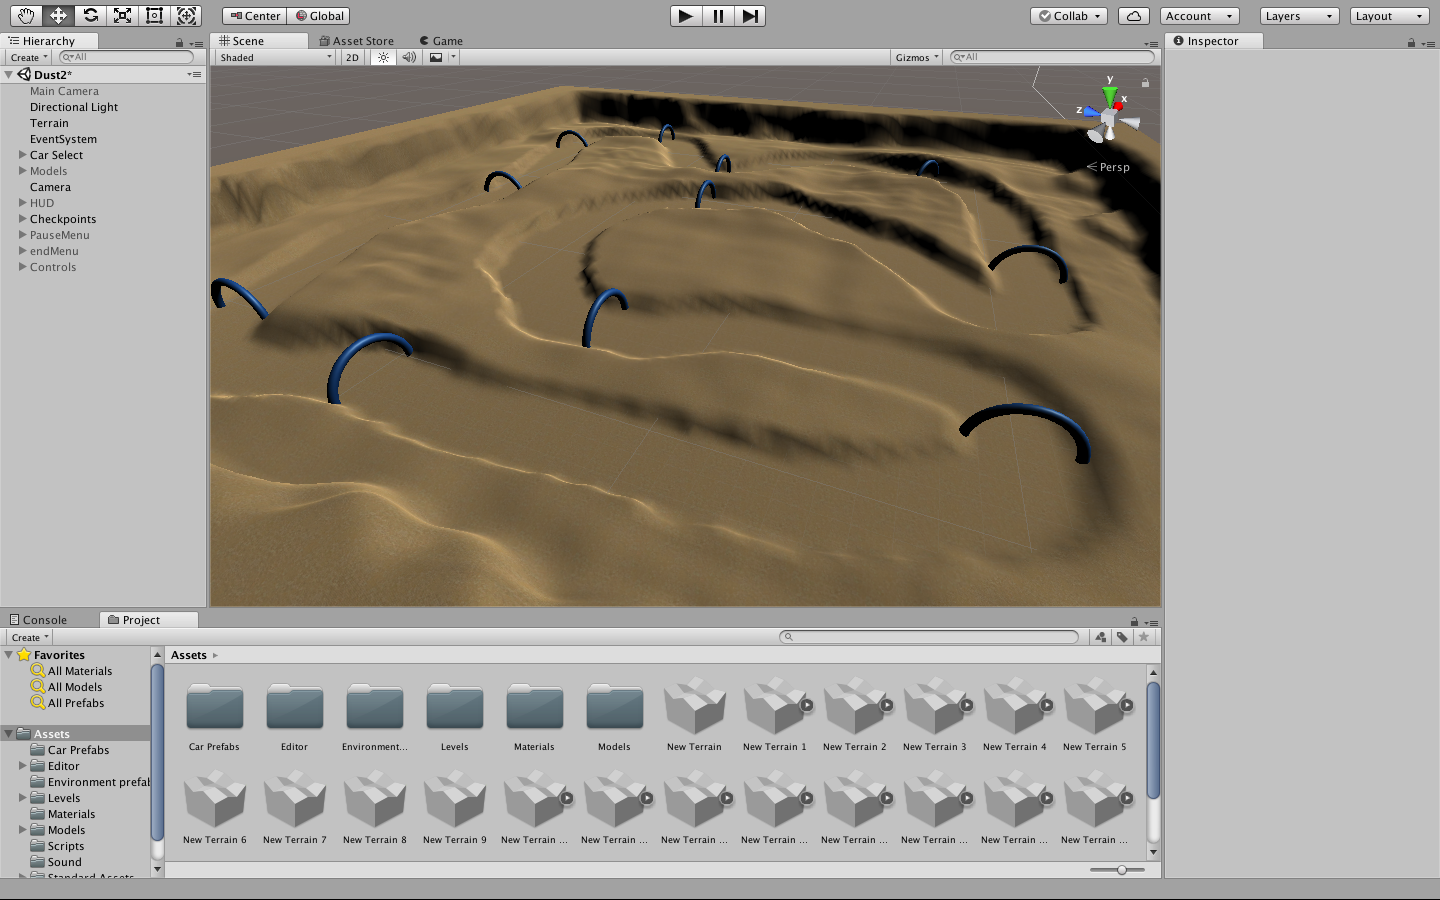 Center Global
Collab Account Layers Layout
Hierarchy
Create All
Dust2*
Main Camera
Directional Light
Terrain
EventSystem
Car Select
Models
Camera
HUD
Checkpoints
PauseMenu
endMenu
Controls
Scene Asset Store Game
Shaded 2D Gizmos All
y
x
z
Persp
Inspector
Console Project
Create
Favorites
All Materials
All Models
All Prefabs
Assets
Car Prefabs
Editor
Environment prefab
Levels
Materials
Models
Scripts
Sound
Standard Assets
Assets
Car Prefabs Editor Environment... Levels Materials Models New Terrain New Terrain 1 New Terrain 2 New Terrain 3 New Terrain 4 New Terrain 5
New Terrain 6 New Terrain 7 New Terrain 8 New Terrain 9 New Terrain ... New Terrain ... New Terrain ... New Terrain ... New Terrain ... New Terrain ... New Terrain ... New Terrain ...